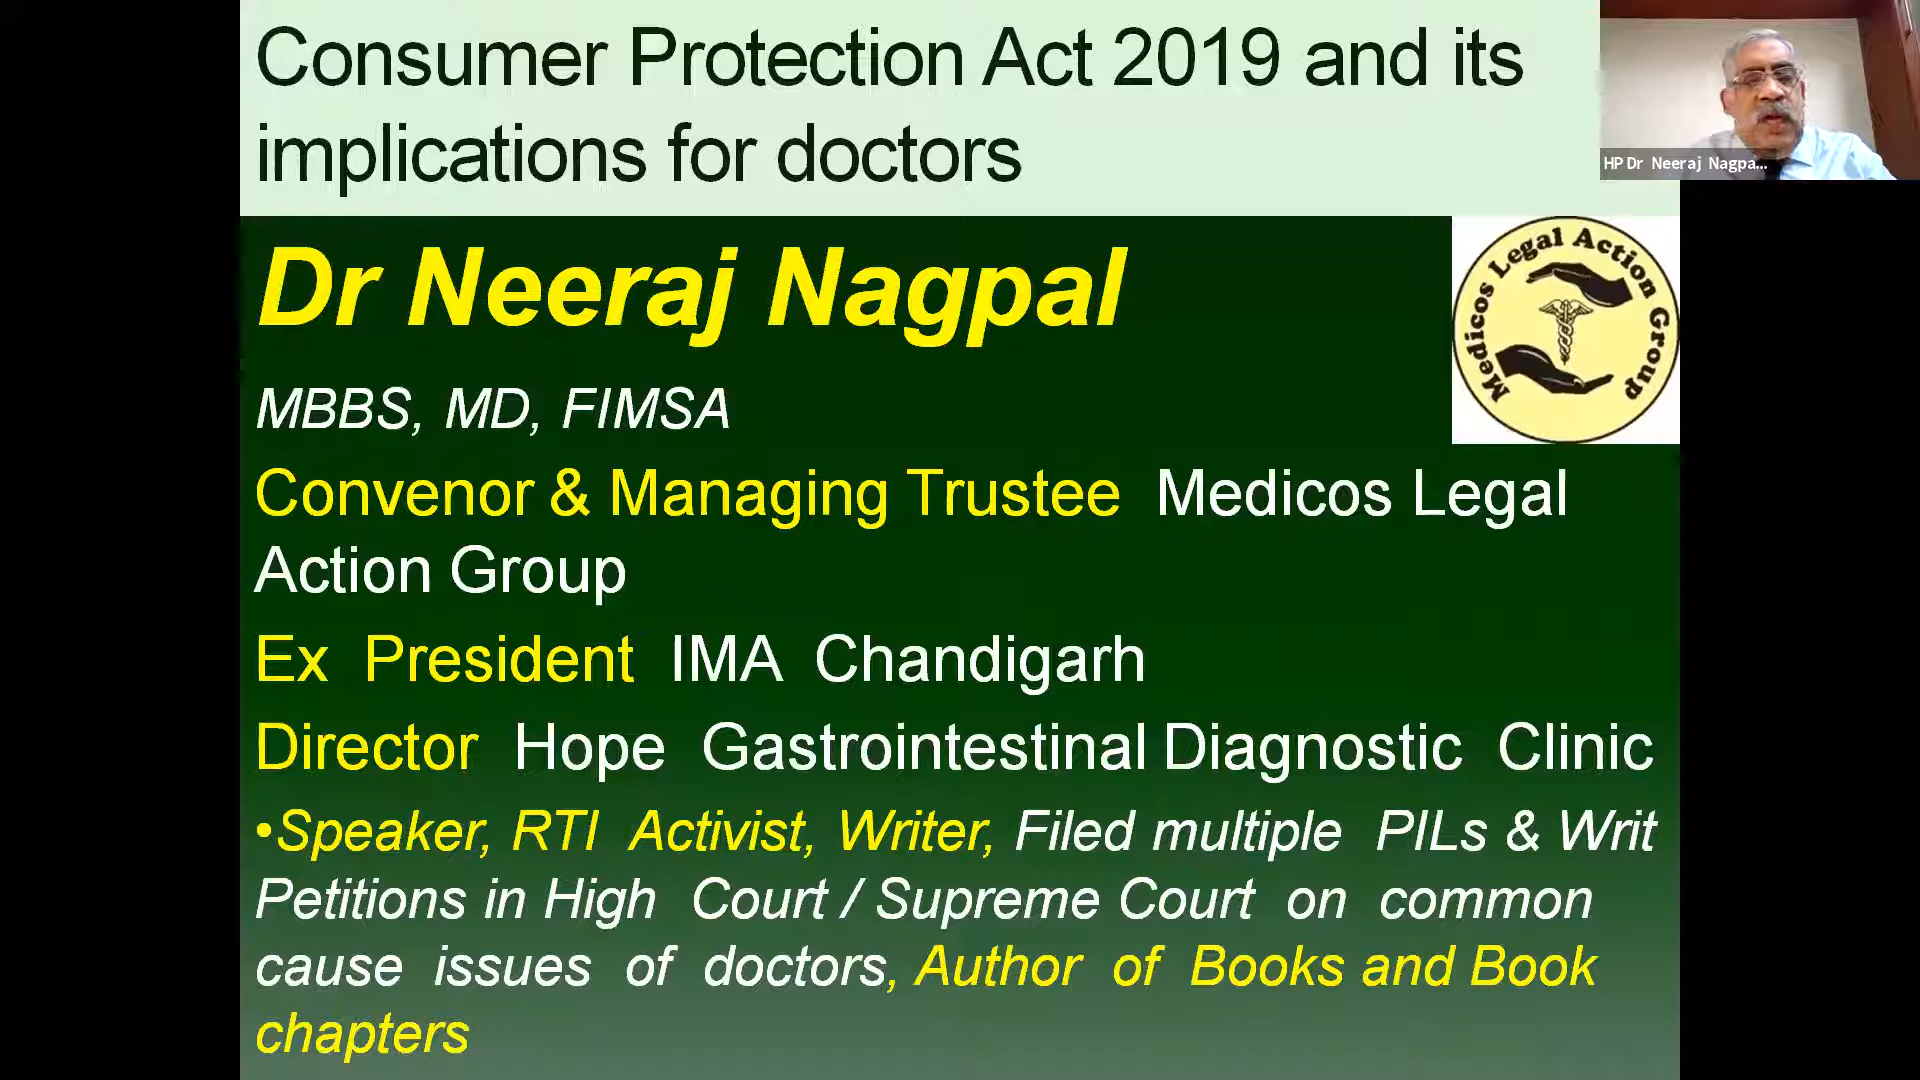 Consumer Protection Act 2019 and its
implications for doctors
HP Dr Neeraj Nagpa...
Dr Neeraj Nagpal
Medicos Legal Action Group
MBBS, MD, FIMSA
Convenor & Managing Trustee Medicos Legal
Action Group
Ex President IMA Chandigarh
Director Hope Gastrointestinal Diagnostic Clinic
•Speaker, RTI Activist, Writer, Filed multiple PILs & Writ
Petitions in High Court / Supreme Court on common
cause issues of doctors, Author of Books and Book
chapters